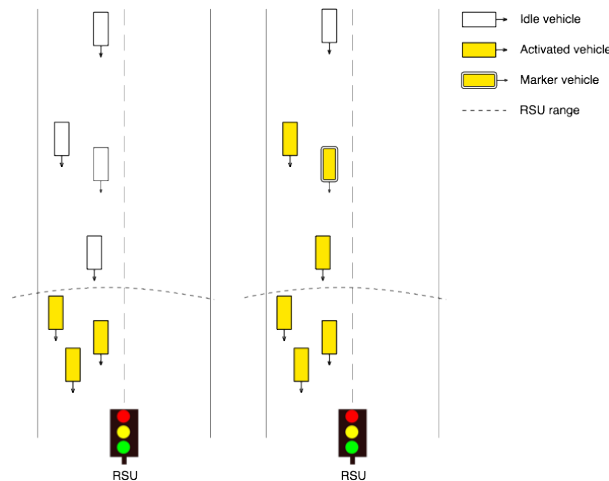 Idle vehicle
Activated vehicle
Marker vehicle
RSU range
RSU
RSU